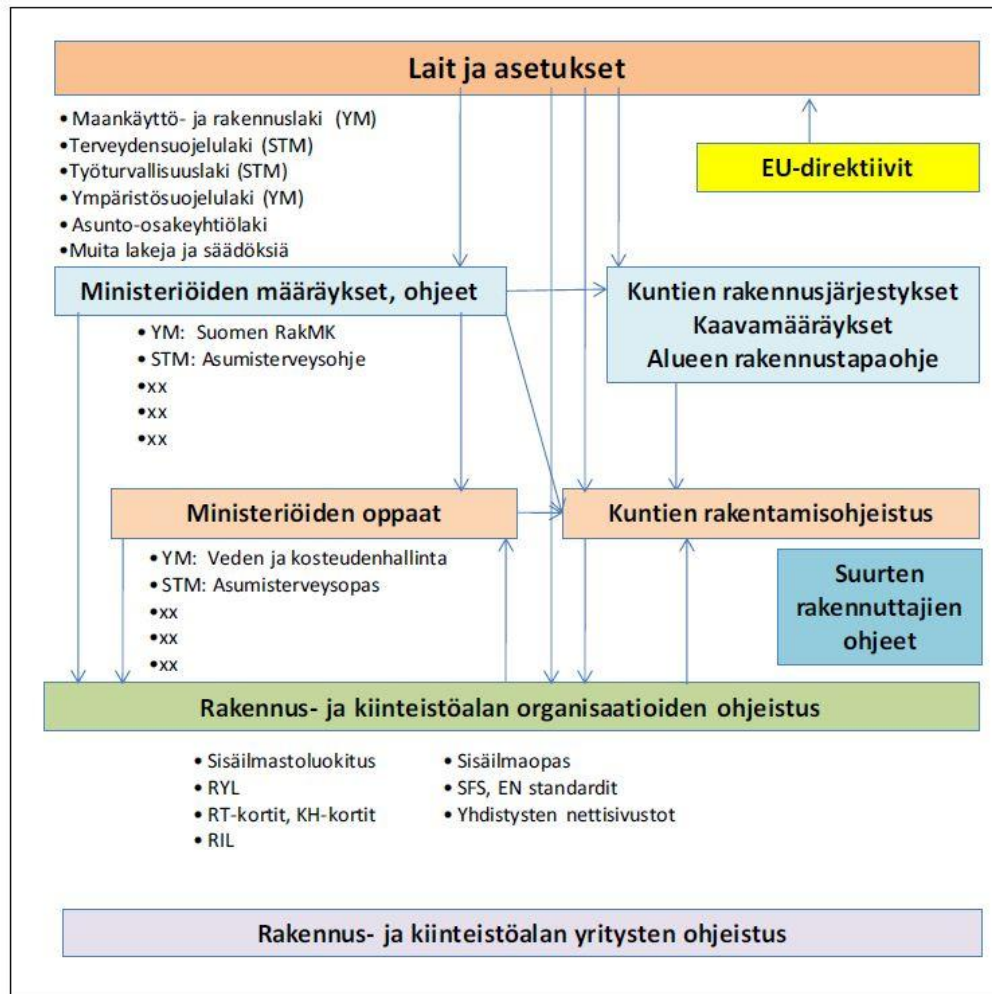 Lait ja asetukset
• Maankäyttö- ja rakennuslaki (YM)
• Terveydensuojelulaki (STM)
• Työturvallisuuslaki (STM)
• Ympäristösuojelulaki (YM)
• Asunto-osakeyhtiölaki
•Muita lakeja ja säädöksiä
EU-direktiivit
Ministeriöiden määräykset, ohjeet
• YM: Suomen RakMK
• STM: Asumisterveysohje
•xx
•xx
•xx
Kuntien rakennusjärjestykset
Kaavamääräykset
Alueen rakennustapaohje
Ministeriöiden oppaat
• YM: Veden ja kosteudenhallinta
• STM: Asumisterveysopas
•xx
•xx
•xx
Kuntien rakentamisohjeistus
Suurten
rakennuttajien
ohjeet
Rakennus- ja kiinteistöalan organisaatioiden ohjeistus
• Sisäilmastoluokitus
• RYL
• RT-kortit, KH-kortit
• RIL
• Sisäilmaopas
• SFS, EN standardit
• Yhdistysten nettisivustot
Rakennus- ja kiinteistöalan yritysten ohjeistus